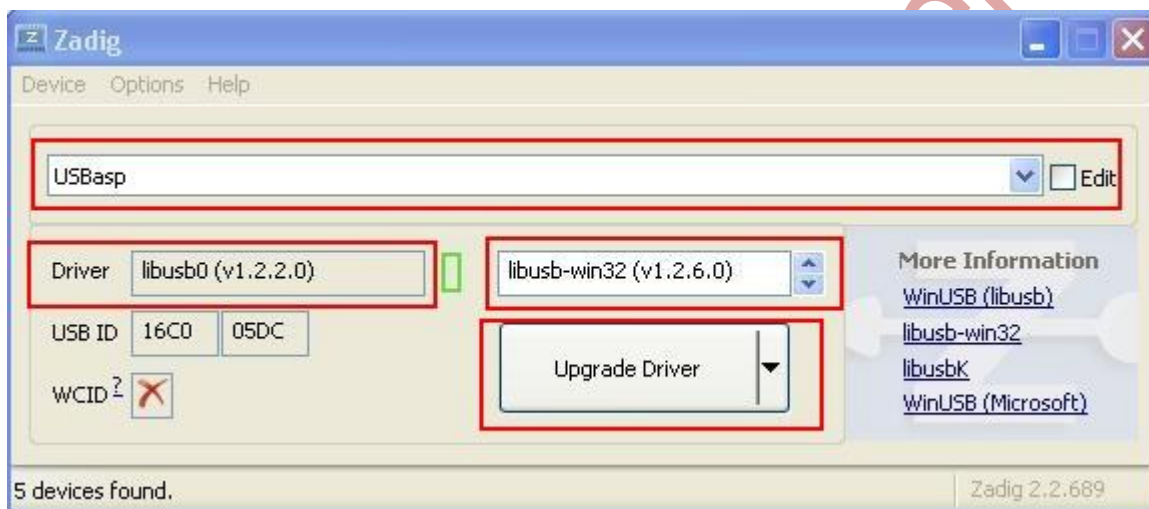 Zadig
Device Options Help
USBasp
Edit
Driver libusb0 (v1.2.2.0) libusb-win32 (v1.2.6.0)
USB ID 16C0 05DC
WCID ?
Upgrade Driver
More Information
WinUSB (libusb)
libusb-win32
libusbK
WinUSB (Microsoft)
5 devices found.
Zadig 2.2.689